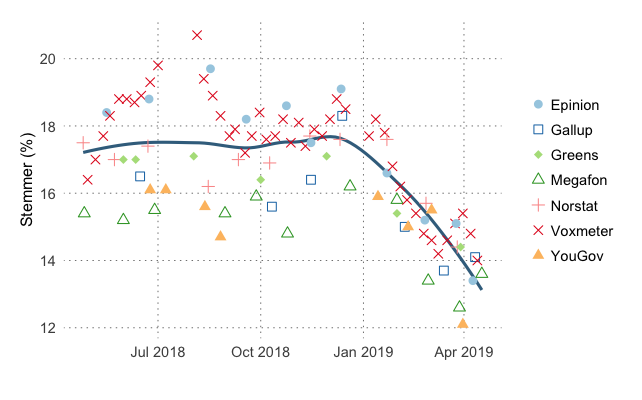 Stemmer (%)
20
18
16
14
12
Jul 2018
Oct 2018
Jan 2019
Apr 2019
Epinion
Gallup
Greens
Megafon
Norstat
Voxmeter
YouGov